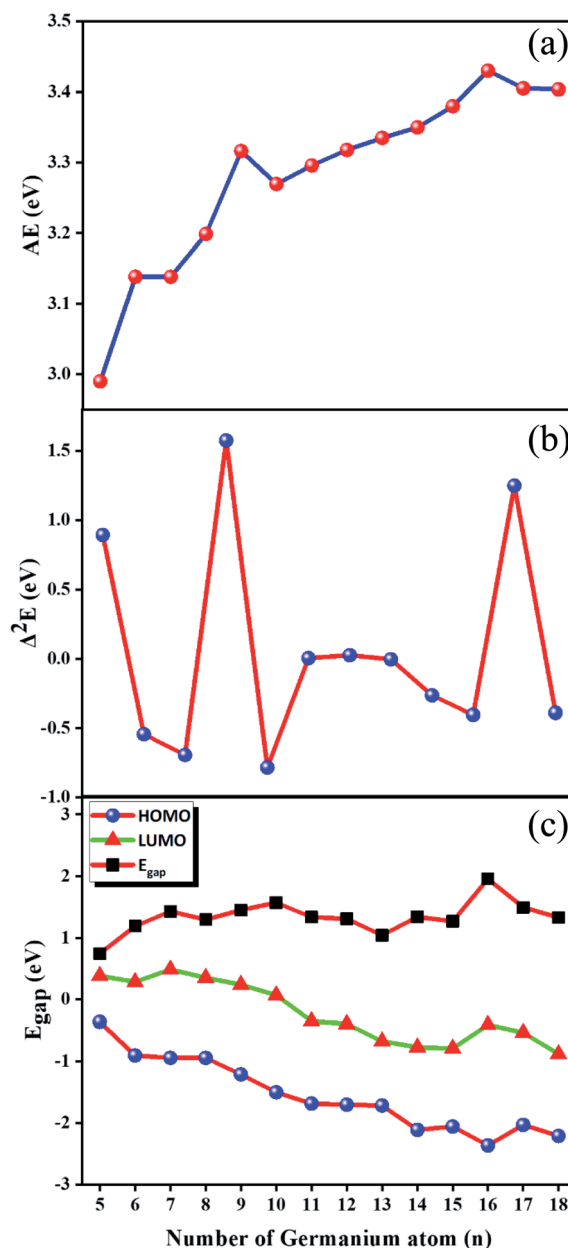 (a)
3.5
3.4
3.3
3.2
3.1
3.0
AE (eV)
(b)
1.5
1.0
0.5
0.0
-0.5
-1.0
Δ²E (eV)
(c)
HOMO
LUMO
Egap
3
2
1
0
-1
-2
-3
Egap (eV)
5 6 7 8 9 10 11 12 13 14 15 16 17 18
Number of Germanium atom (n)